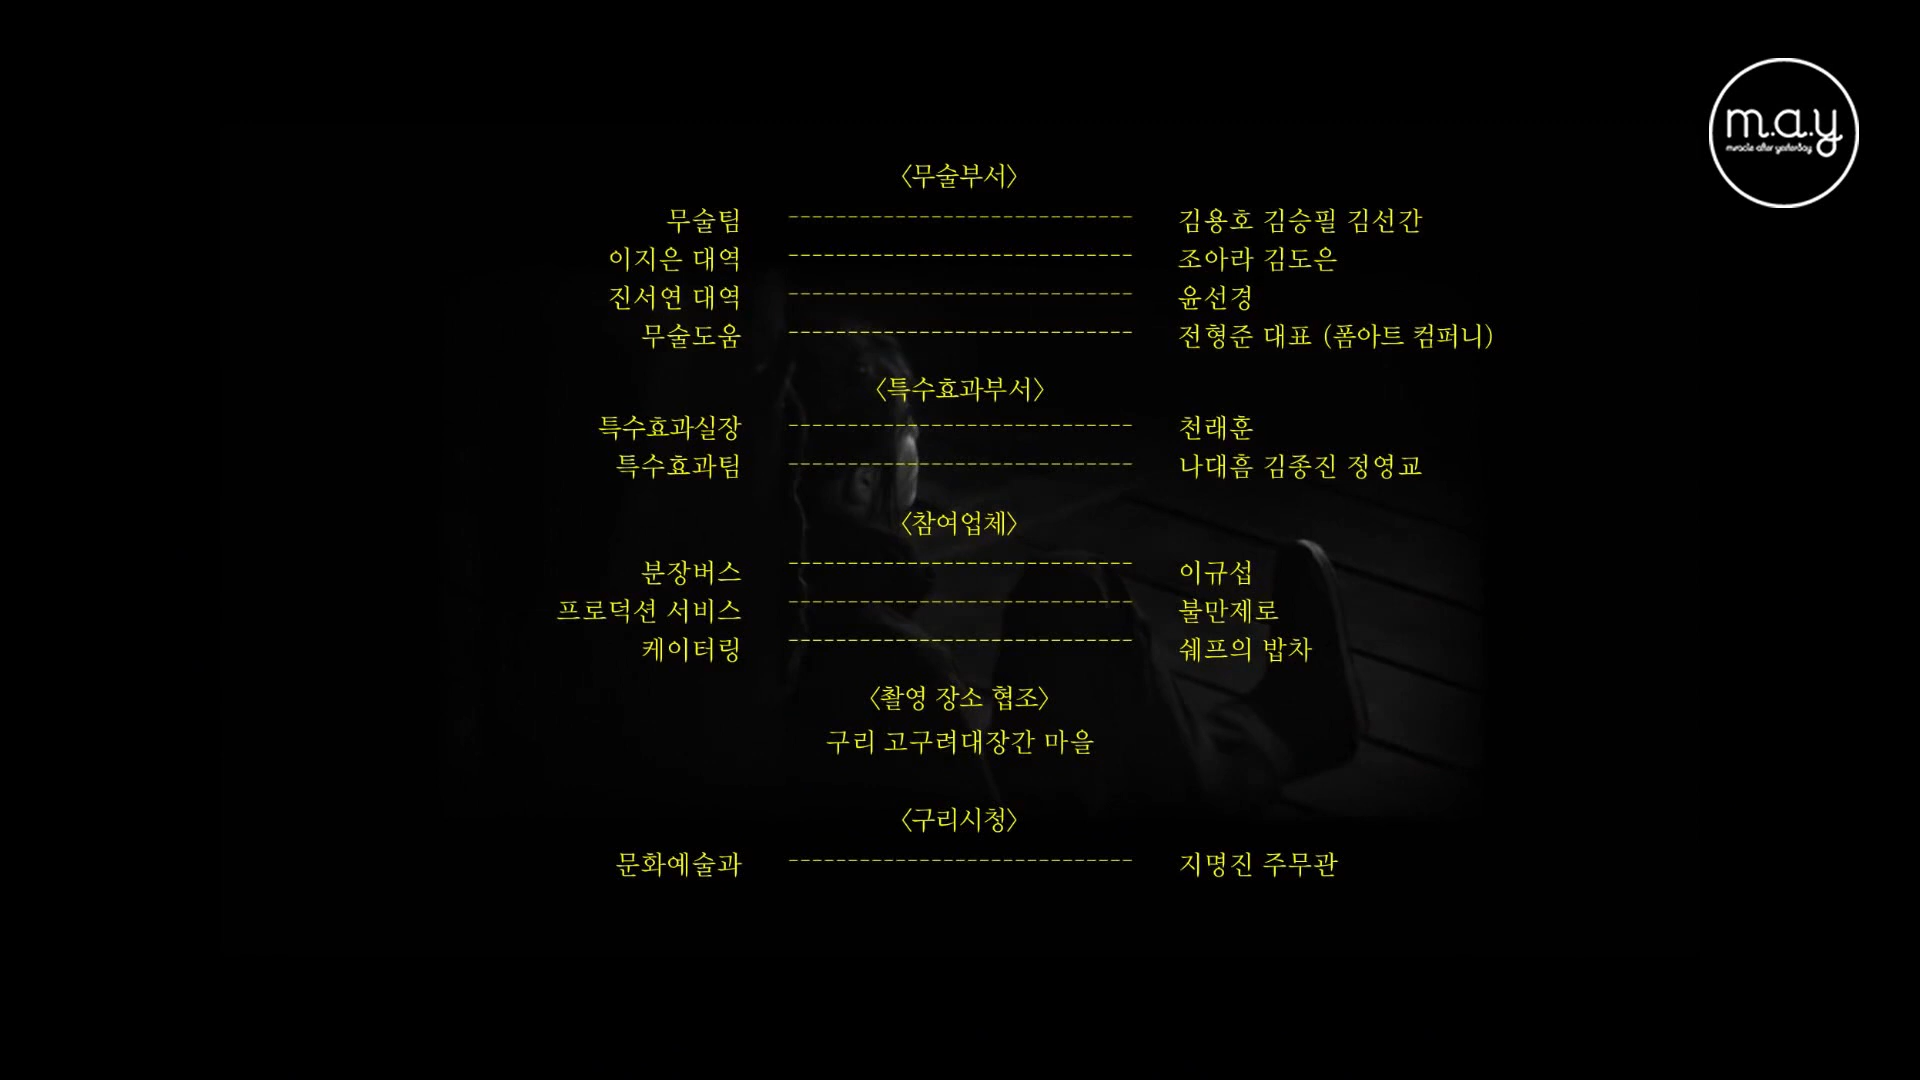 m.a.y
miracle after yesterday
〈무술부서〉
무술팀 ----------------------------- 김용호 김승필 김선간
이지은 대역 ----------------------------- 조아라 김도은
진서연 대역 ----------------------------- 윤선경
무술도움 ----------------------------- 전형준 대표 (폼아트 컴퍼니)
〈특수효과부서〉
특수효과실장 ----------------------------- 천래훈
특수효과팀 ----------------------------- 나대흠 김종진 정영교
〈참여업체〉
분장버스 ----------------------------- 이규섭
프로덕션 서비스 ----------------------------- 불만제로
케이터링 ----------------------------- 쉐프의 밥차
〈촬영 장소 협조〉
구리 고구려대장간 마을
〈구리시청〉
문화예술과 ----------------------------- 지명진 주무관